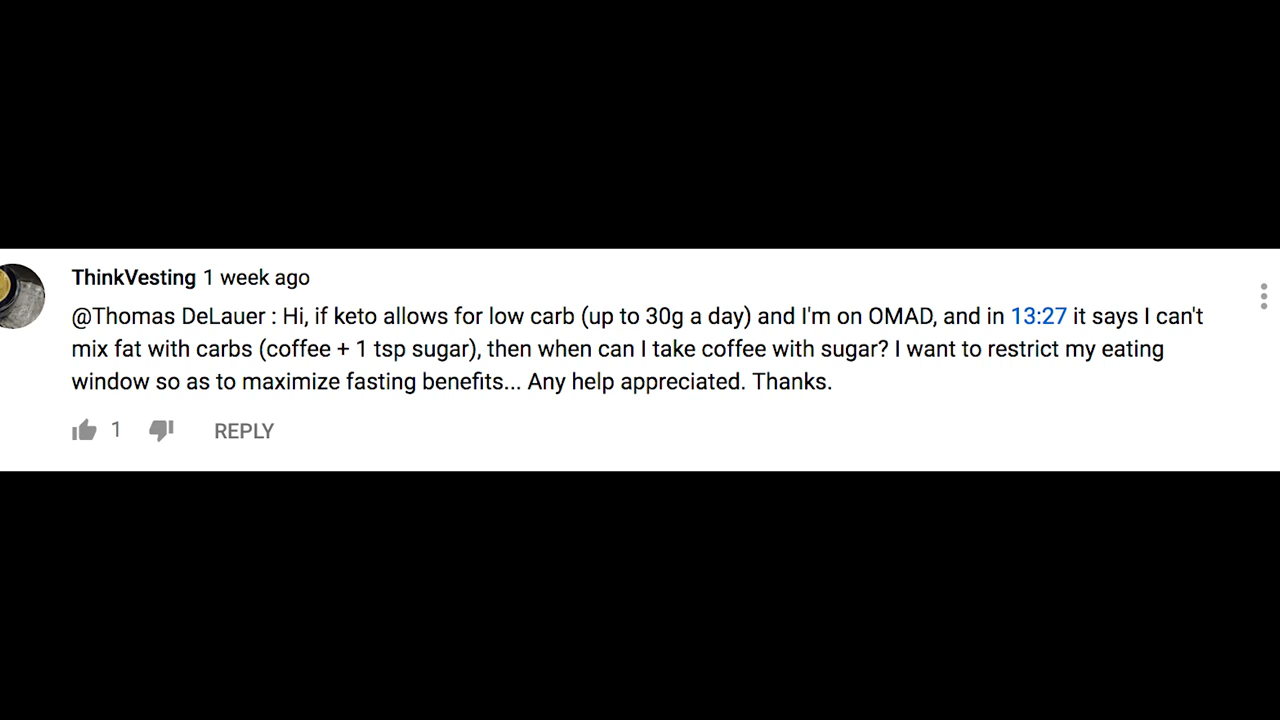 ThinkVesting 1 week ago
@Thomas DeLauer : Hi, if keto allows for low carb (up to 30g a day) and I'm on OMAD, and in 13:27 it says I can't
mix fat with carbs (coffee + 1 tsp sugar), then when can I take coffee with sugar? I want to restrict my eating
window so as to maximize fasting benefits... Any help appreciated. Thanks.
1 REPLY